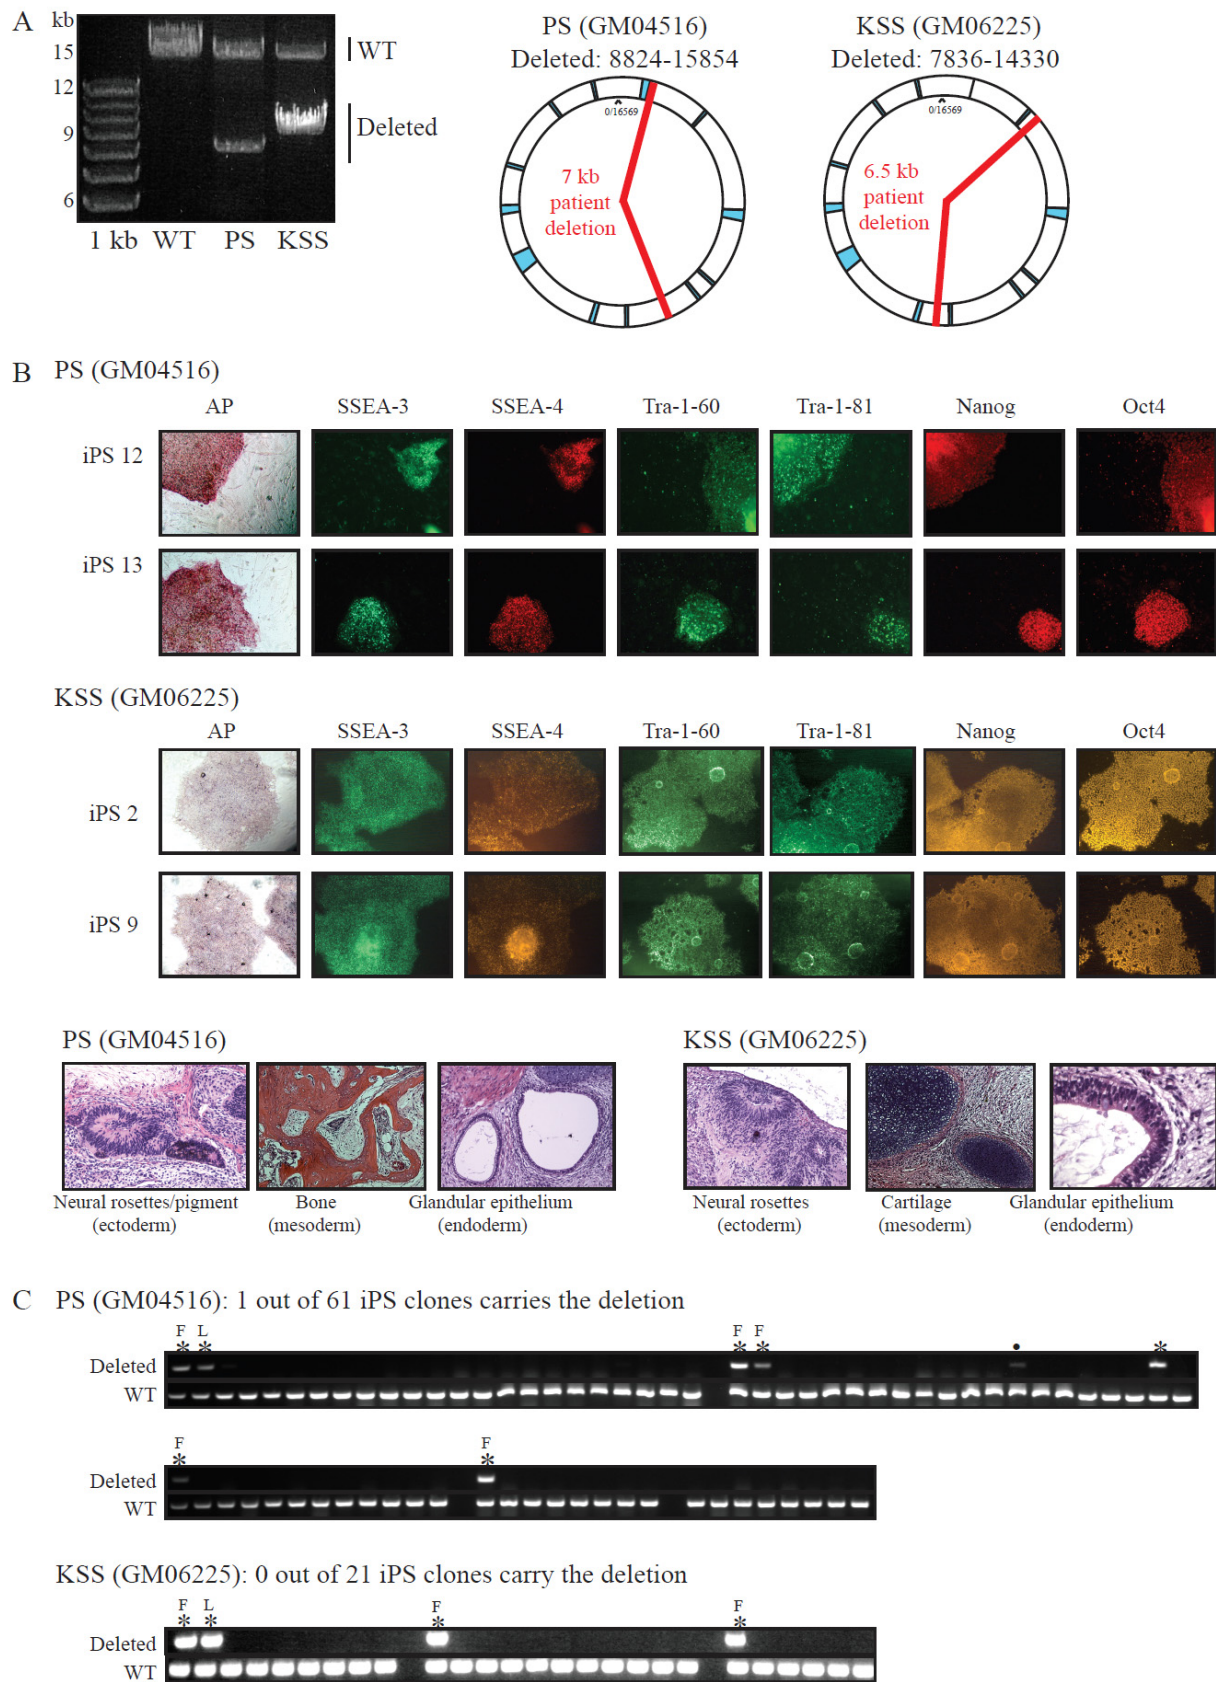 A
kb
15
12
9
6
WT
Deleted
1 kb WT PS KSS
PS (GM04516)
Deleted: 8824-15854
0/16569
7 kb
patient
deletion
KSS (GM06225)
Deleted: 7836-14330
0/16569
6.5 kb
patient
deletion
B PS (GM04516)
AP SSEA-3 SSEA-4 Tra-1-60 Tra-1-81 Nanog Oct4
iPS 12
iPS 13
KSS (GM06225)
AP SSEA-3 SSEA-4 Tra-1-60 Tra-1-81 Nanog Oct4
iPS 2
iPS 9
PS (GM04516)
Neural rosettes/pigment
(ectoderm)
Bone
(mesoderm)
Glandular epithelium
(endoderm)
KSS (GM06225)
Neural rosettes
(ectoderm)
Cartilage
(mesoderm)
Glandular epithelium
(endoderm)
C PS (GM04516): 1 out of 61 iPS clones carries the deletion
F L F F
* * * * • *
Deleted
WT
F F
* *
Deleted
WT
KSS (GM06225): 0 out of 21 iPS clones carry the deletion
F L F F
* * * *
Deleted
WT